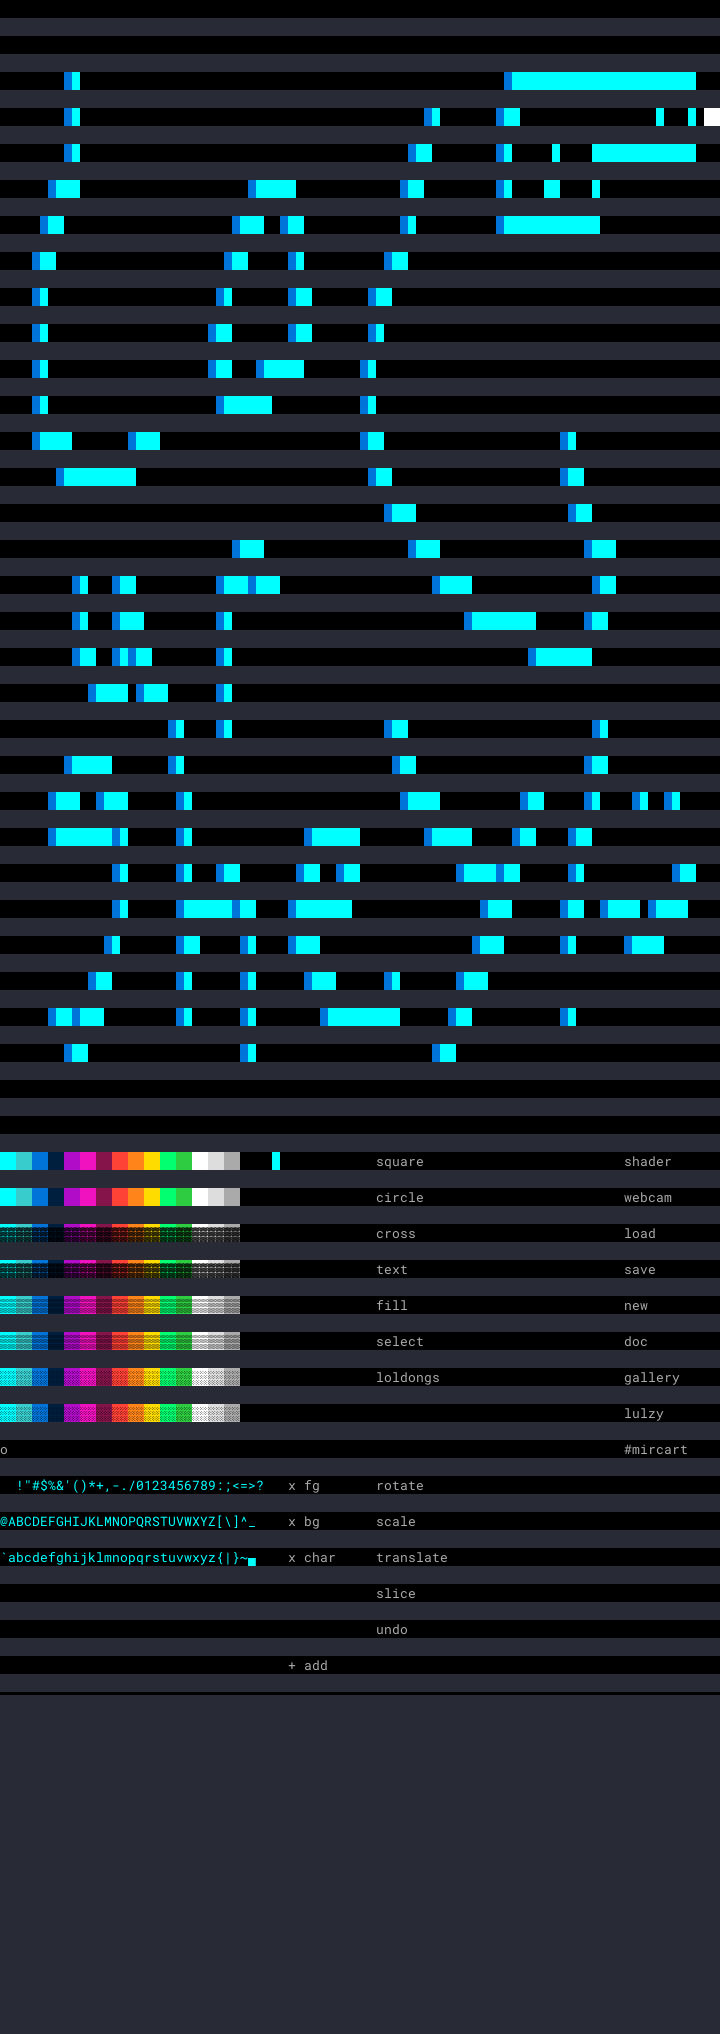 square shader
circle webcam
cross load
text save
fill new
select doc
loldongs gallery
lulzy
o #mircart
!"#$%&'()*+,-./0123456789:;<=>? x fg rotate
@ABCDEFGHIJKLMNOPQRSTUVWXYZ[\]^_ x bg scale
`abcdefghijklmnopqrstuvwxyz{|}~▄ x char translate
slice
undo
+ add